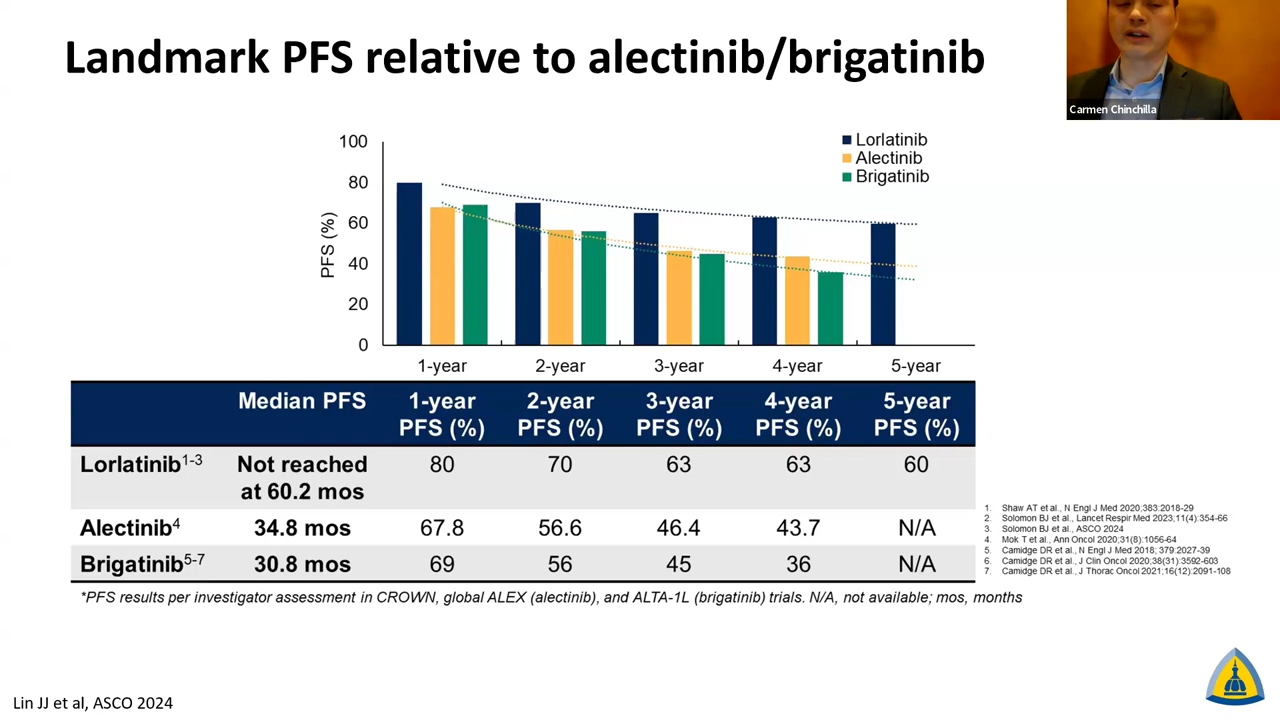 Landmark PFS relative to alectinib/brigatinib
Carmen Chinchilla
100
80
60
40
20
0
PFS (%)
Lorlatinib
Alectinib
Brigatinib
1-year 2-year 3-year 4-year 5-year
Median PFS 1-year PFS (%) 2-year PFS (%) 3-year PFS (%) 4-year PFS (%) 5-year PFS (%)
Lorlatinib1-3 Not reached at 60.2 mos 80 70 63 63 60
Alectinib4 34.8 mos 67.8 56.6 46.4 43.7 N/A
Brigatinib5-7 30.8 mos 69 56 45 36 N/A
*PFS results per investigator assessment in CROWN, global ALEX (alectinib), and ALTA-1L (brigatinib) trials. N/A, not available; mos, months
1. Shaw AT et al., N Engl J Med 2020;383:2018-29
2. Solomon BJ et al., Lancet Respir Med 2023;11(4):354-66
3. Solomon BJ et al., ASCO 2024
4. Mok T et al., Ann Oncol 2020;31(8):1056-64
5. Camidge DR et al., N Engl J Med 2018; 379:2027-39
6. Camidge DR et al., J Clin Oncol 2020;38(31):3592-603
7. Camidge DR et al., J Thorac Oncol 2021;16(12):2091-108
Lin JJ et al, ASCO 2024